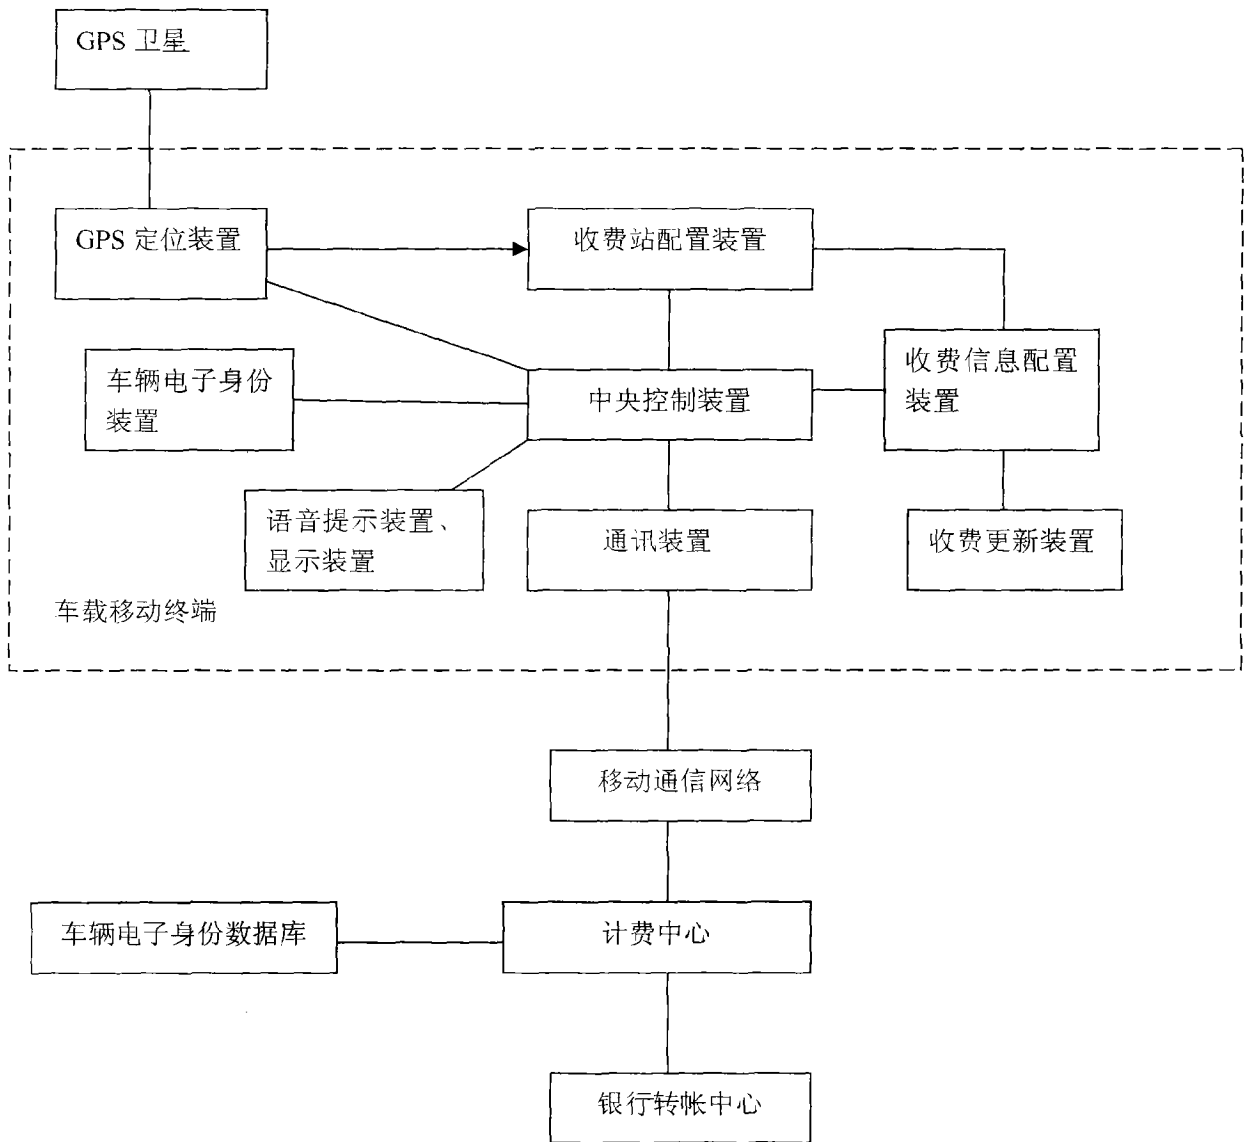 GPS 卫星
GPS 定位装置
收费站配置装置
收费信息配置
装置
车辆电子身份
装置
中央控制装置
语音提示装置、
显示装置
通讯装置
收费更新装置
车载移动终端
移动通信网络
车辆电子身份数据库
计费中心
银行转帐中心